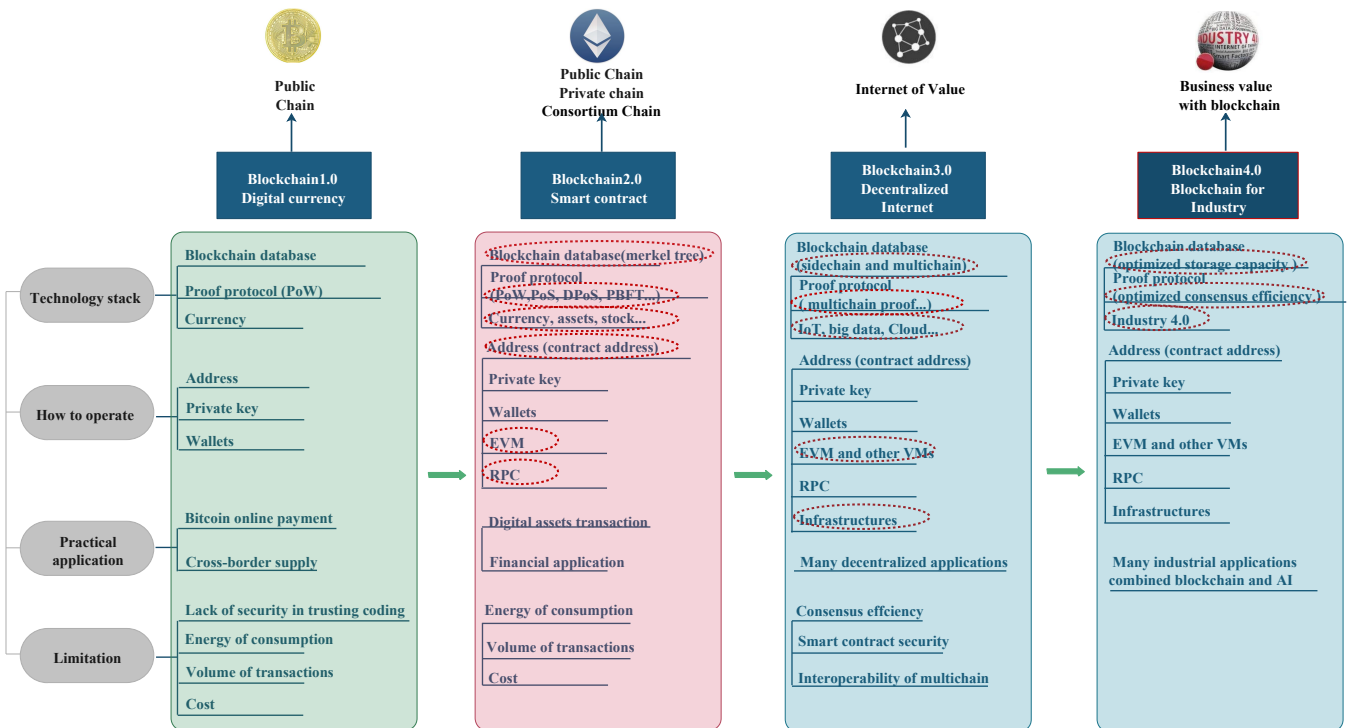 INDUSTRY 4.
INTERNET OF
Smart Factory
Public
Chain
Public Chain
Private chain
Consortium Chain
Internet of Value
Business value
with blockchain
Blockchain1.0
Digital currency
Blockchain2.0
Smart contract
Blockchain3.0
Decentralized
Internet
Blockchain4.0
Blockchain for
Industry
Technology stack
How to operate
Practical
application
Limitation
Blockchain database
Proof protocol (PoW)
Currency
Address
Private key
Wallets
Bitcoin online payment
Cross-border supply
Lack of security in trusting coding
Energy of consumption
Volume of transactions
Cost
Blockchain database(merkel tree)
Proof protocol
(PoW,PoS, DPoS, PBFT...)
Currency, assets, stock...
Address (contract address)
Private key
Wallets
EVM
RPC
Digital assets transaction
Financial application
Energy of consumption
Volume of transactions
Cost
Blockchain database
(sidechain and multichain)
Proof protocol
( multichain proof...)
IoT, big data, Cloud...
Address (contract address)
Private key
Wallets
EVM and other VMs
RPC
Infrastructures
Many decentralized applications
Consensus effciency
Smart contract security
Interoperability of multichain
Blockchain database
(optimized storage capacity )
Proof protocol
(optimized consensus efficiency )
Industry 4.0
Address (contract address)
Private key
Wallets
EVM and other VMs
RPC
Infrastructures
Many industrial applications
combined blockchain and AI